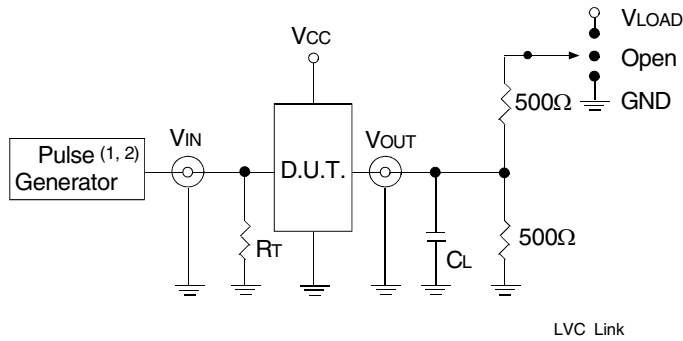 VLOAD
VCC
Open
500Ω
GND
VIN
VOUT
Pulse (1, 2)
Generator
D.U.T.
RT
CL
500Ω
LVC Link